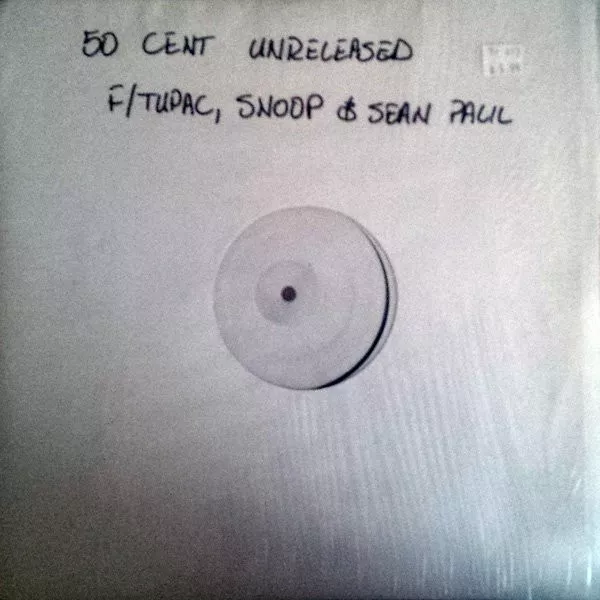 50 CENT UNRELEASED
F/TUPAC, SNOOP & SEAN PAUL